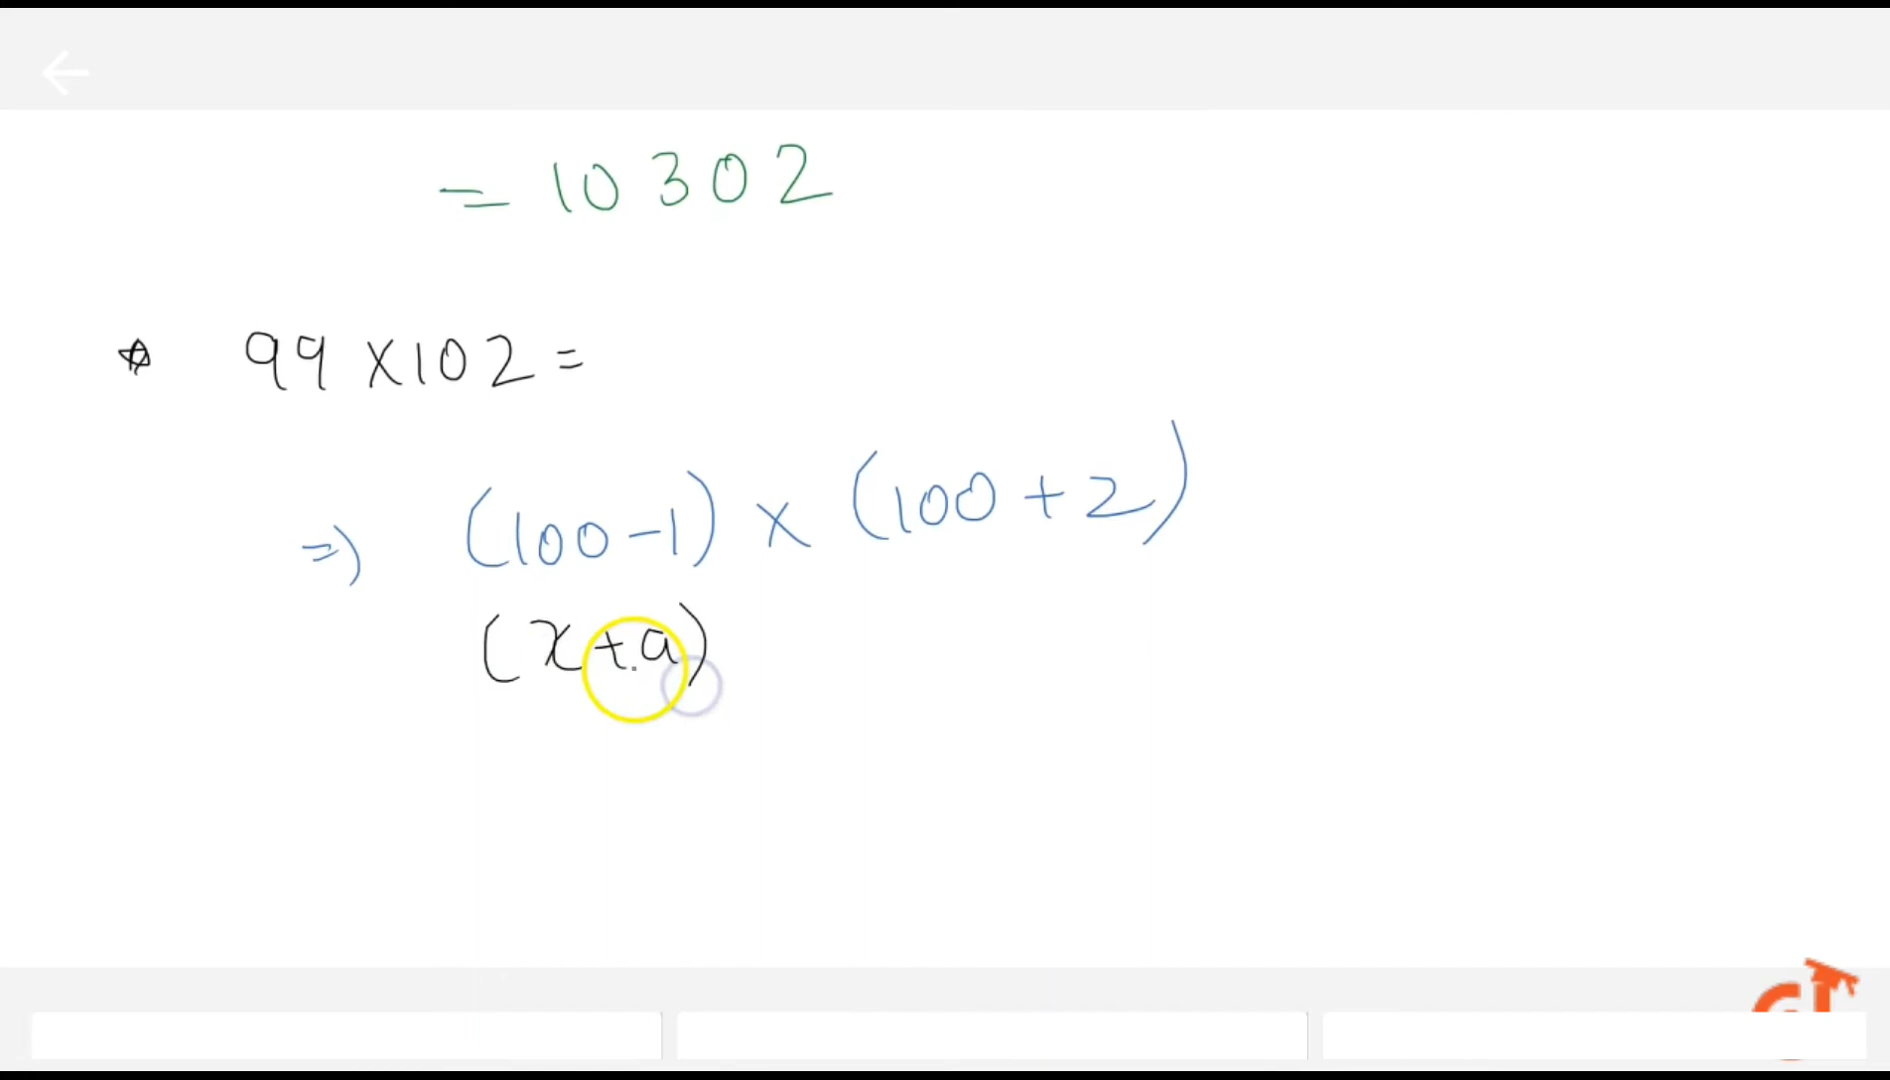 = 10302
* 99 x 102 =
⇒ (100 - 1) x (100 + 2)
(x + a)